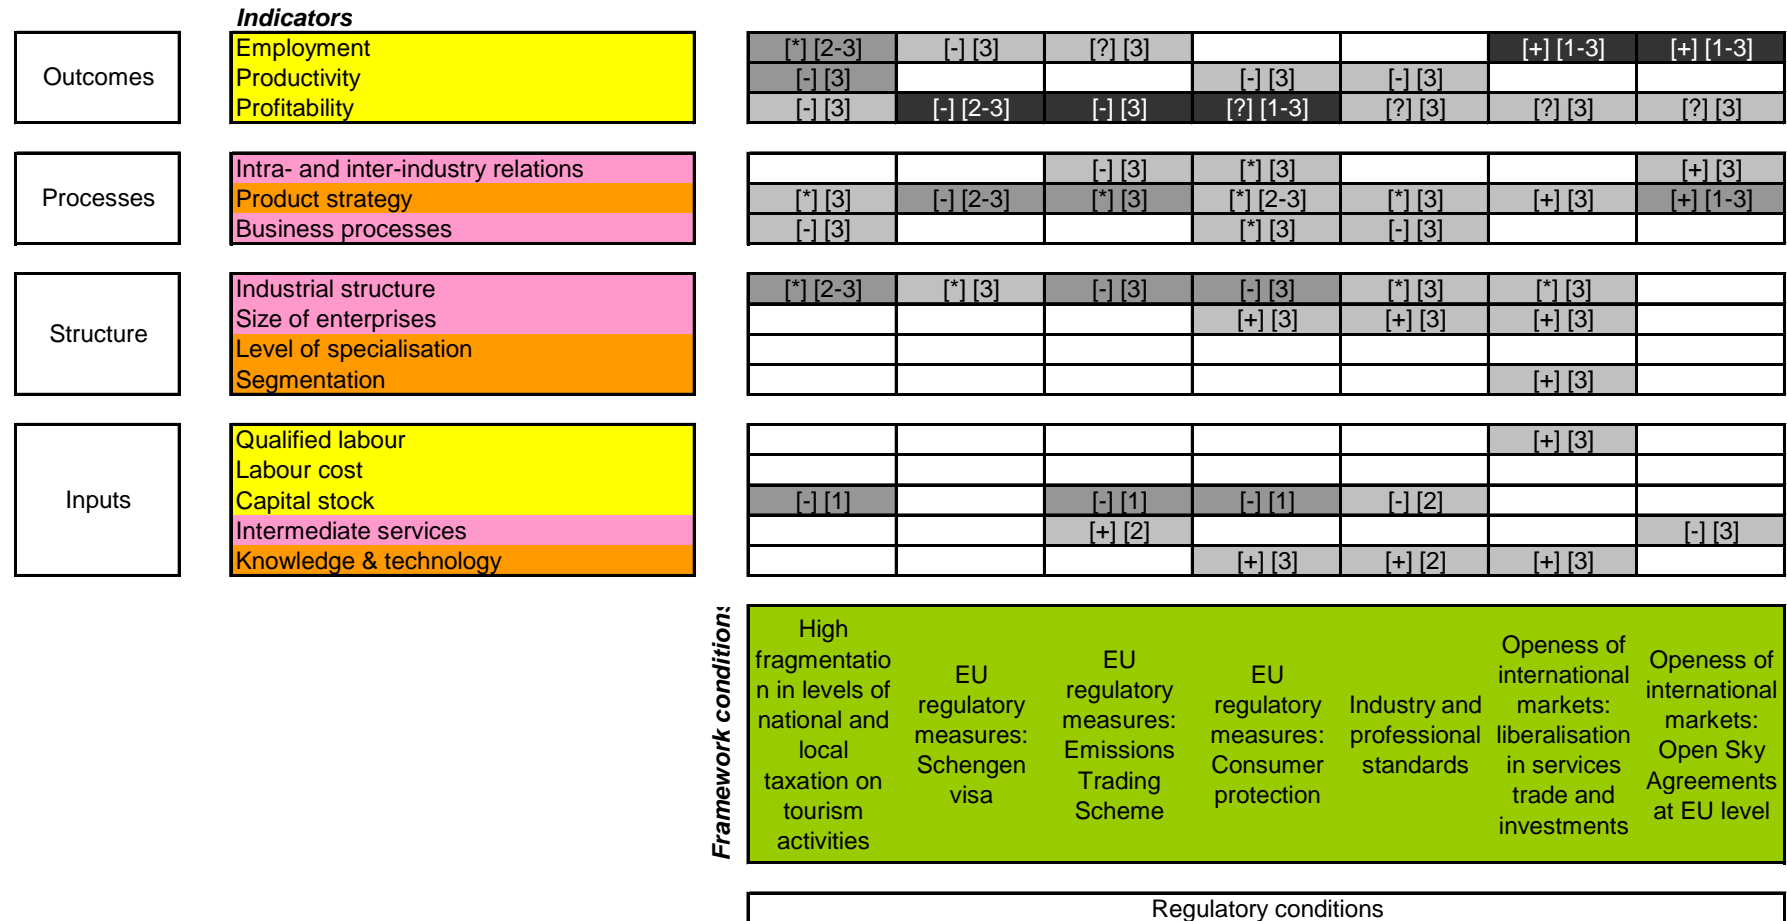 Indicators
Employment [*] [2-3] [-] [3] [?] [3] [+] [1-3] [+] [1-3]
Outcomes
Productivity [-] [3] [-] [3] [-] [3]
Profitability [-] [3] [-] [2-3] [-] [3] [?] [1-3] [?] [3] [?] [3] [?] [3]
Intra- and inter-industry relations [-] [3] [*] [3] [+] [3]
Processes
Product strategy [*] [3] [-] [2-3] [*] [3] [*] [2-3] [*] [3] [+] [3] [+] [1-3]
Business processes [-] [3] [*] [3] [-] [3]
Industrial structure [*] [2-3] [*] [3] [-] [3] [-] [3] [*] [3] [*] [3]
Structure
Size of enterprises [+] [3] [+] [3] [+] [3]
Level of specialisation
Segmentation [+] [3]
Qualified labour [+] [3]
Labour cost
Inputs
Capital stock [-] [1] [-] [1] [-] [1] [-] [2]
Intermediate services [+] [2] [-] [3]
Knowledge & technology [+] [3] [+] [2] [+] [3]
Framework conditions
High
fragmentatio
n in levels of
national and
local
taxation on
tourism
activities
EU
regulatory
measures:
Schengen
visa
EU
regulatory
measures:
Emissions
Trading
Scheme
EU
regulatory
measures:
Consumer
protection
Industry and
professional
standards
Openess of
international
markets:
liberalisation
in services
trade and
investments
Openess of
international
markets:
Open Sky
Agreements
at EU level
Regulatory conditions